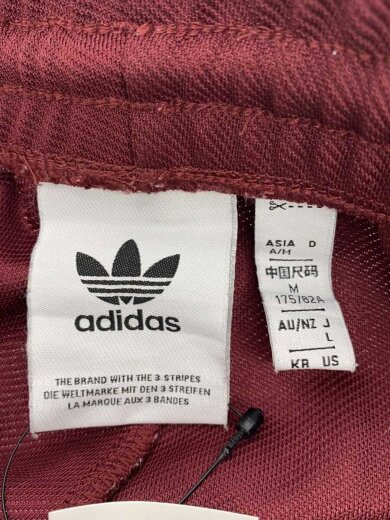 adidas
THE BRAND WITH THE 3 STRIPES
DIE WELTMARKE MIT DEN 3 STREIFEN
LA MARQUE AUX 3 BANDES
ASIA D
A/M
中国尺码
M
175/82A
AU/NZ J
L
KR US